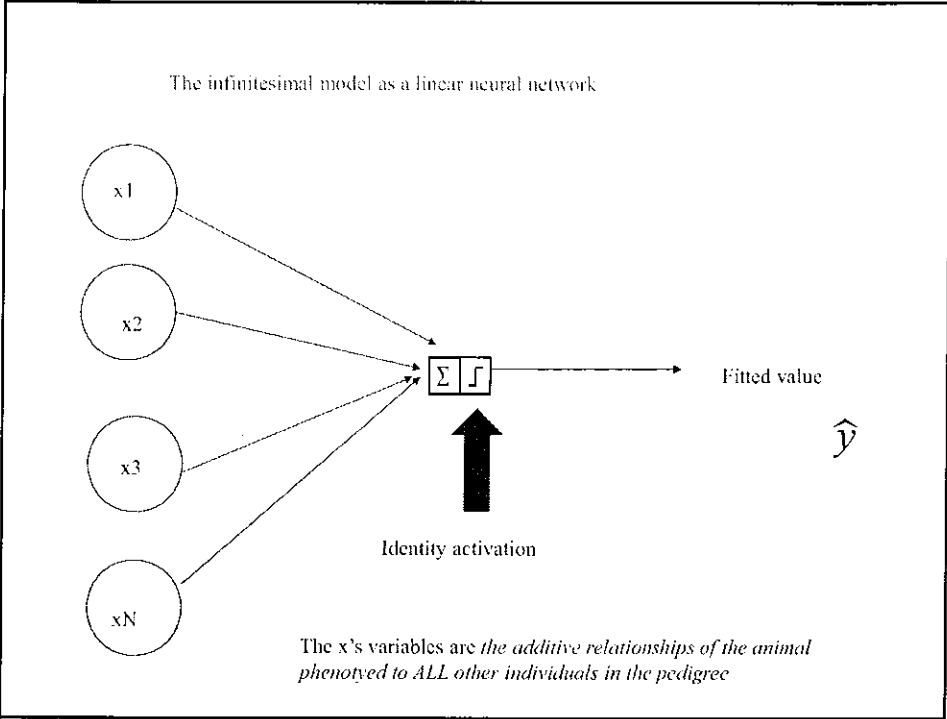 The infinitesimal model as a linear neural network
x1
x2
x3
xN
Σ
Fitted value
ŷ
Identity activation
The x's variables are the additive relationships of the animal
phenotyed to ALL other individuals in the pedigree